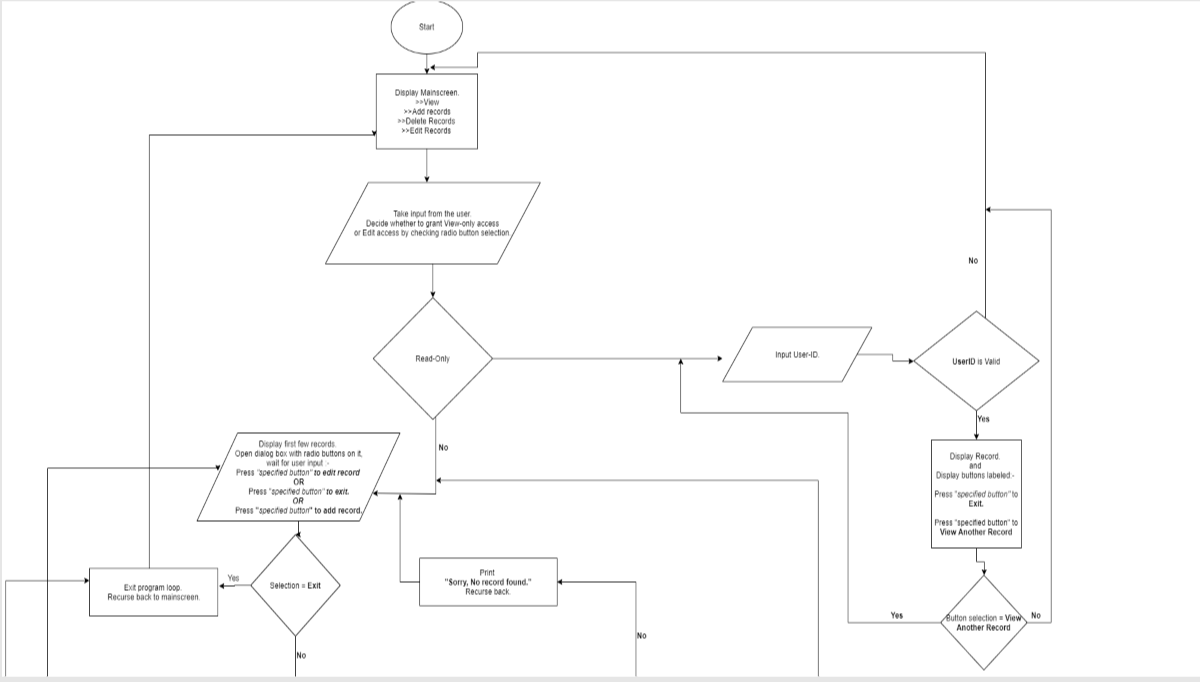 Start
Display Mainscreen.
>>View
>>Add records
>>Delete Records
>>Edit Records
Take input from the user.
Decide whether to grant View-only access
or Edit access by checking radio button selection.
No
Read-Only
Input User-ID.
UserID is Valid
Yes
No
Display first few records.
Open dialog box with radio buttons on it,
wait for user input :-
Press "specified button" to edit record
OR
Press "specified button" to exit.
OR
Press "specified button" to add record.
Display Record.
and
Display buttons labeled:-
Press "specified button" to
Exit.
Press "specified button" to
View Another Record
Exit program loop.
Recurse back to mainscreen.
Yes
Selection = Exit
Print
"Sorry, No record found."
Recurse back.
Yes
Button selection = View
Another Record
No
No
No